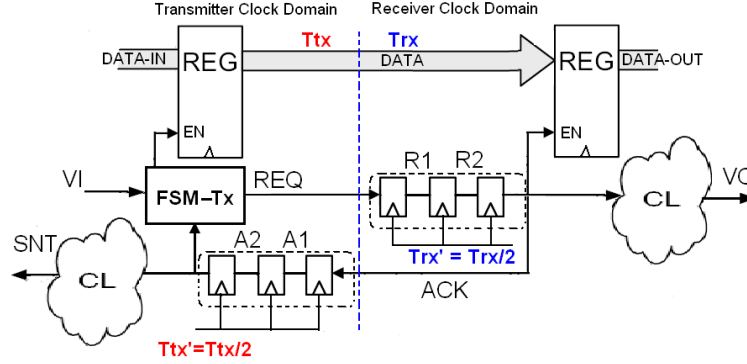 Transmitter Clock Domain
Receiver Clock Domain
Ttx
Trx
DATA-IN
REG
DATA
REG
DATA-OUT
EN
EN
VI
FSM–Tx
REQ
R1
R2
CL
VO
SNT
CL
A2
A1
Trx' = Trx/2
ACK
Ttx'=Ttx/2